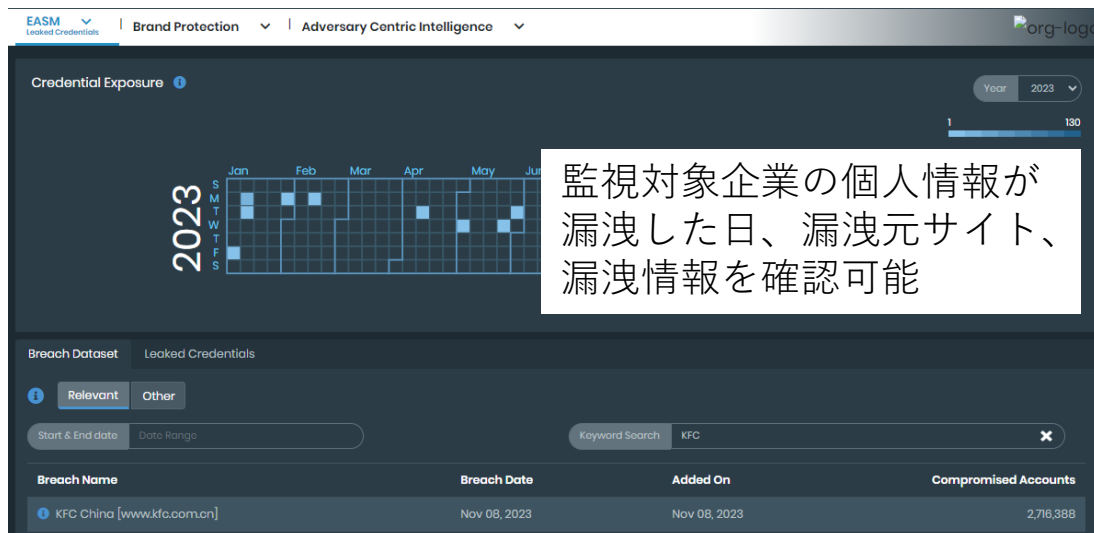 EASM
Leaked Credentials
Brand Protection
Adversary Centric Intelligence
org-logo
Credential Exposure
Year 2023
1 130
Jan Feb Mar Apr May Jun
2023
S
M
T
W
T
F
S
監視対象企業の個人情報が
漏洩した日、漏洩元サイト、
漏洩情報を確認可能
Breach Dataset Leaked Credentials
Relevant Other
Start & End date Date Range Keyword Search KFC
Breach Name Breach Date Added On Compromised Accounts
KFC China [www.kfc.com.cn] Nov 08, 2023 Nov 08, 2023 2,716,388